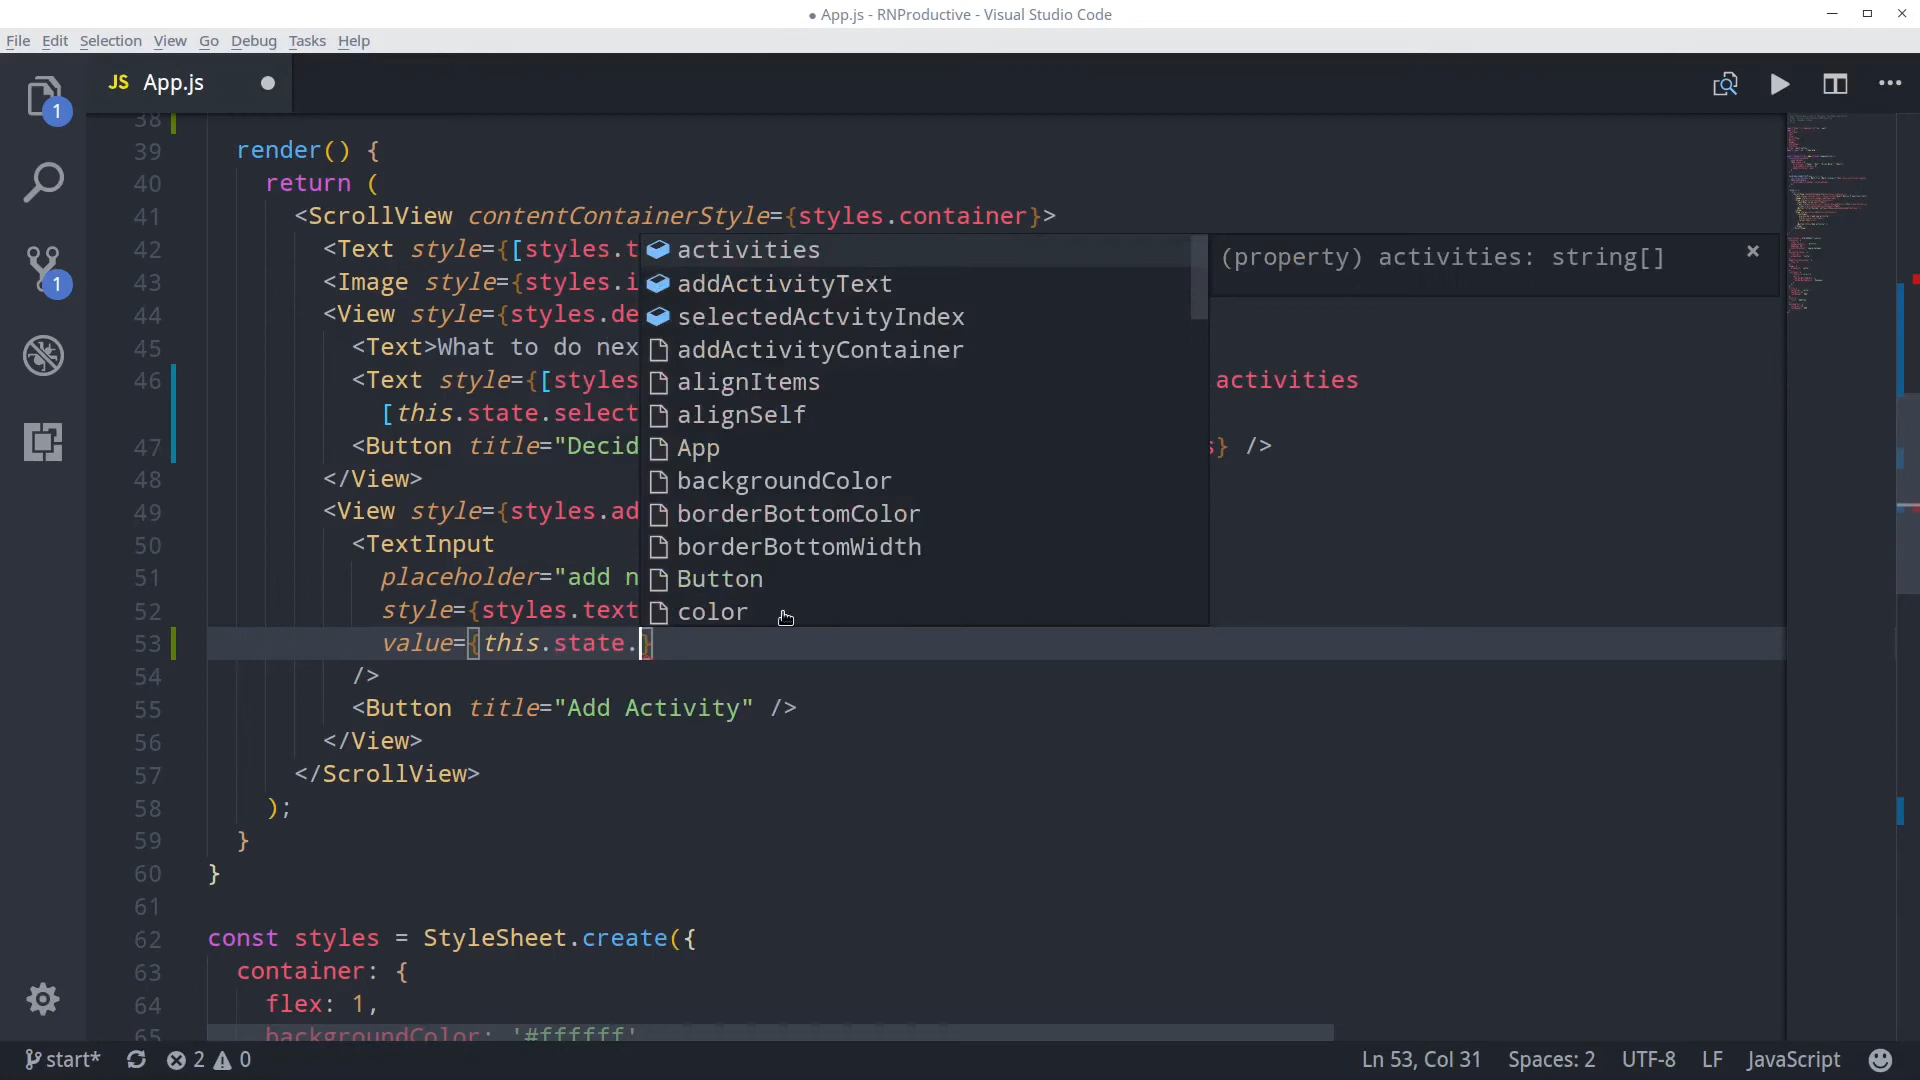 ● App.js - RNProductive - Visual Studio Code
File Edit Selection View Go Debug Tasks Help
JS App.js
1
1
38
39 render() {
40 return (
41 <ScrollView contentContainerStyle={styles.container}>
42 <Text style={[styles.t
43 <Image style={styles.i
44 <View style={styles.de
45 <Text>What to do nex
46 <Text style={[styles activities
[this.state.select
47 <Button title="Decid s} />
48 </View>
49 <View style={styles.ad
50 <TextInput
51 placeholder="add n
52 style={styles.text
53 value={this.state.}
54 />
55 <Button title="Add Activity" />
56 </View>
57 </ScrollView>
58 );
59 }
60 }
61
62 const styles = StyleSheet.create({
63 container: {
64 flex: 1,
65 backgroundColor: '#ffffff'
activities
addActivityText
selectedActvityIndex
addActivityContainer
alignItems
alignSelf
App
backgroundColor
borderBottomColor
borderBottomWidth
Button
color
(property) activities: string[]
start* 2 0 Ln 53, Col 31 Spaces: 2 UTF-8 LF JavaScript